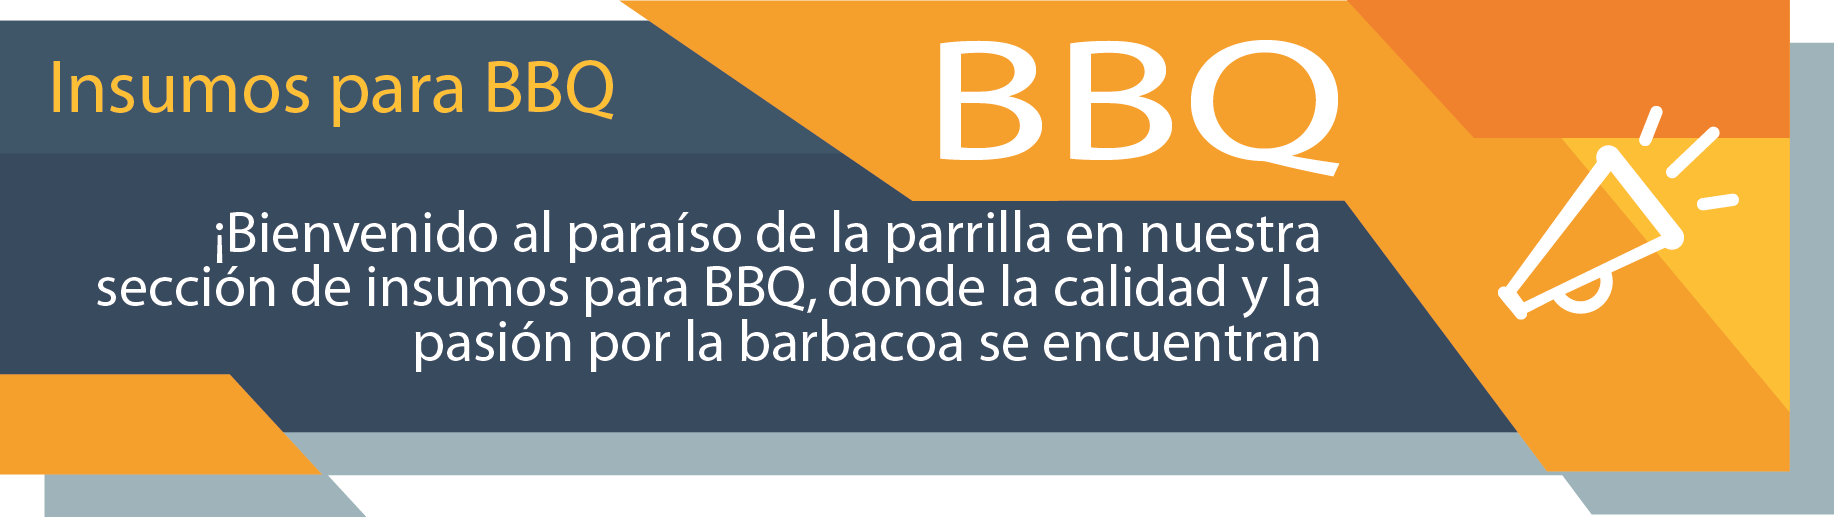 Insumos para BBQ
BBQ
¡Bienvenido al paraíso de la parrilla en nuestra
sección de insumos para BBQ, donde la calidad y la
pasión por la barbacoa se encuentran